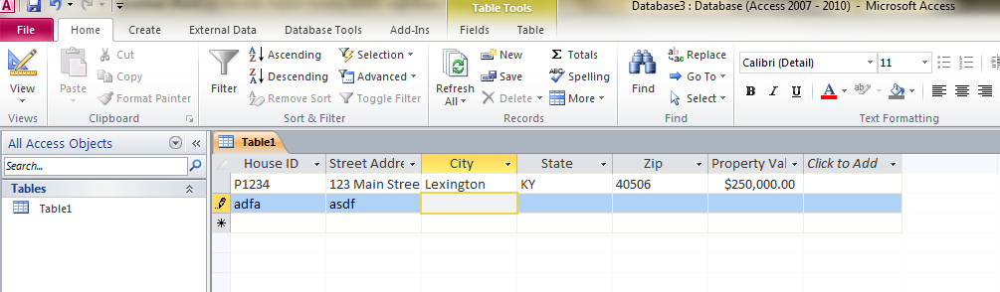 Table Tools
Database3 : Database (Access 2007 - 2010) - Microsoft Access
File Home Create External Data Database Tools Add-Ins Fields Table
View
Views
Paste
Cut
Copy
Format Painter
Clipboard
Filter
Ascending
Descending
Remove Sort
Selection
Advanced
Toggle Filter
Sort & Filter
Refresh
All
New
Save
Delete
Totals
Spelling
More
Records
Find
Replace
Go To
Select
Find
Calibri (Detail) 11
B I U A ab
Text Formatting
All Access Objects
Search...
Tables
Table1
Table1
House ID Street Addre City State Zip Property Val Click to Add
P1234 123 Main Stree Lexington KY 40506 $250,000.00
adfa asdf